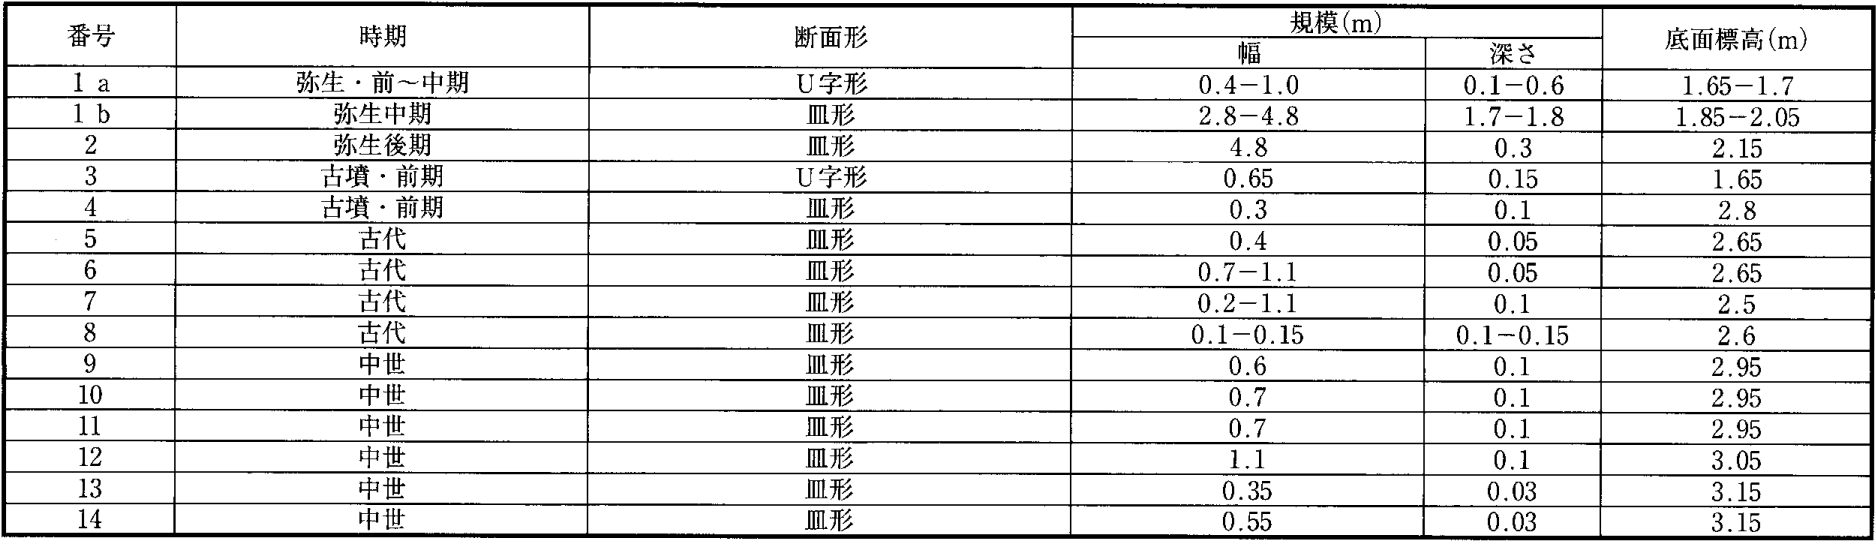 番号 時期 断面形 規模(m) 底面標高(m)
幅 深さ
1 a 弥生・前～中期 U字形 0.4－1.0 0.1－0.6 1.65－1.7
1 b 弥生中期 皿形 2.8－4.8 1.7－1.8 1.85－2.05
2 弥生後期 皿形 4.8 0.3 2.15
3 古墳・前期 U字形 0.65 0.15 1.65
4 古墳・前期 皿形 0.3 0.1 2.8
5 古代 皿形 0.4 0.05 2.65
6 古代 皿形 0.7－1.1 0.05 2.65
7 古代 皿形 0.2－1.1 0.1 2.5
8 古代 皿形 0.1－0.15 0.1－0.15 2.6
9 中世 皿形 0.6 0.1 2.95
10 中世 皿形 0.7 0.1 2.95
11 中世 皿形 0.7 0.1 2.95
12 中世 皿形 1.1 0.1 3.05
13 中世 皿形 0.35 0.03 3.15
14 中世 皿形 0.55 0.03 3.15